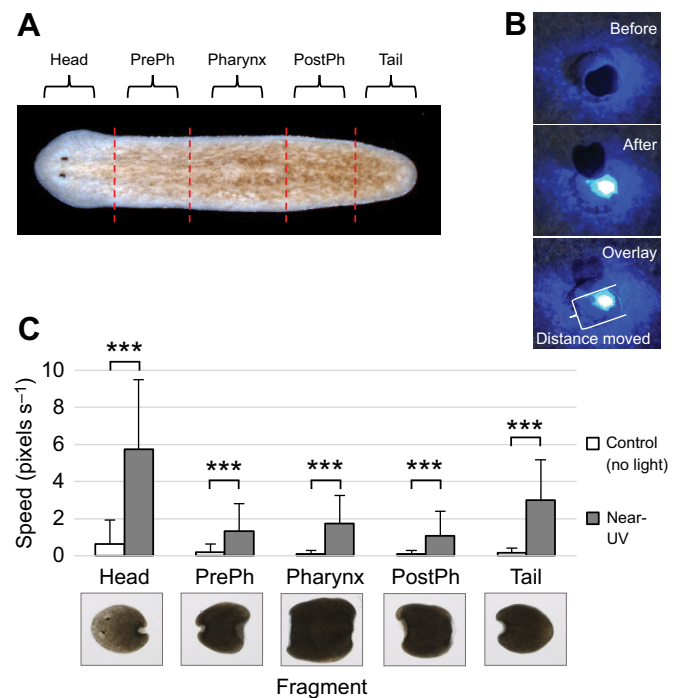 A
Head PrePh Pharynx PostPh Tail
B
Before
After
Overlay
Distance moved
C
Speed (pixels s⁻¹)
10
8
6
4
2
0
*** *** *** *** ***
Control
(no light)
Near-
UV
Head PrePh Pharynx PostPh Tail
Fragment